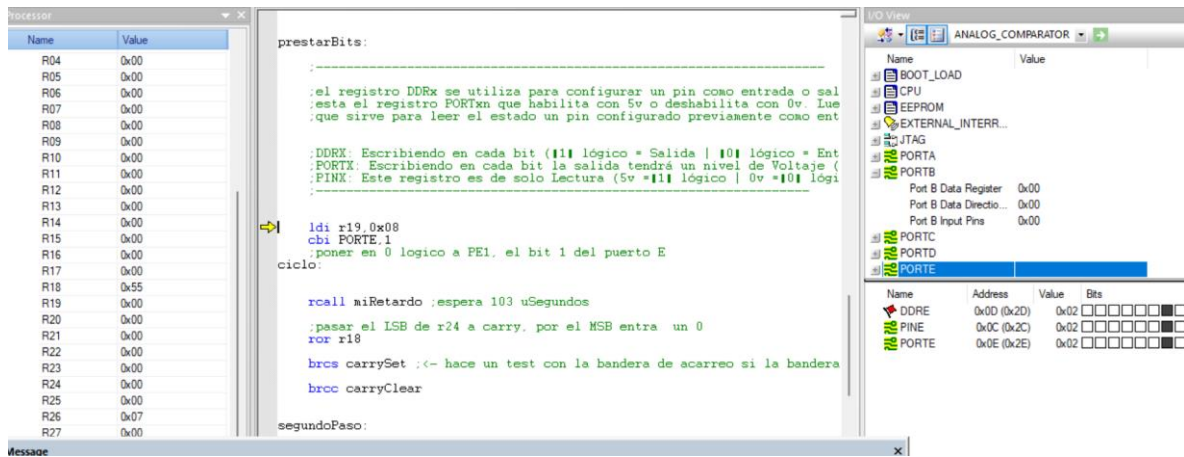 Processor
Name Value
R04 0x00
R05 0x00
R06 0x00
R07 0x00
R08 0x00
R09 0x00
R10 0x00
R11 0x00
R12 0x00
R13 0x00
R14 0x00
R15 0x00
R16 0x00
R17 0x00
R18 0x55
R19 0x00
R20 0x00
R21 0x00
R22 0x00
R23 0x00
R24 0x00
R25 0x00
R26 0x07
R27 0x00
Message
prestarBits:
;el registro DDRx se utiliza para configurar un pin como entrada o sal
;esta el registro PORTxn que habilita con 5v o deshabilita con 0v. Lue
;que sirve para leer el estado un pin configurado previamente como ent
;DDRX: Escribiendo en cada bit (▯1▯ lógico = Salida | ▯0▯ lógico = Ent
;PORTX: Escribiendo en cada bit la salida tendrá un nivel de Voltaje (
;PINX: Este registro es de solo Lectura (5v =▯1▯ lógico | 0v =▯0▯ lógi
ldi r19,0x08
cbi PORTE,1
;poner en 0 logico a PE1, el bit 1 del puerto E
ciclo:
rcall miRetardo ;espera 103 uSegundos
;pasar el LSB de r24 a carry, por el MSB entra un 0
ror r18
brcs carrySet ;<- hace un test con la bandera de acarreo si la bandera
brcc carryClear
segundoPaso:
I/O View
ANALOG_COMPARATOR
Name Value
BOOT_LOAD
CPU
EEPROM
EXTERNAL_INTERR...
JTAG
PORTA
PORTB
Port B Data Register 0x00
Port B Data Directio... 0x00
Port B Input Pins 0x00
PORTC
PORTD
PORTE
Name Address Value Bits
DDRE 0x0D (0x2D) 0x02
PINE 0x0C (0x2C) 0x02
PORTE 0x0E (0x2E) 0x02